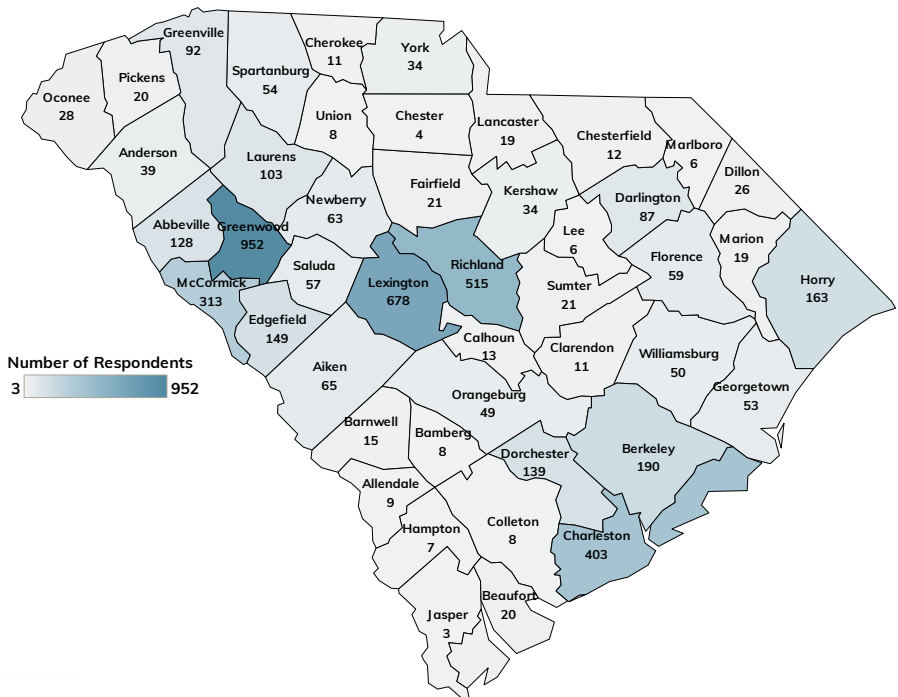 Greenville
92
Cherokee
11
York
34
Spartanburg
54
Pickens
20
Oconee
28
Union
8
Chester
4
Lancaster
19
Chesterfield
12
Marlboro
6
Anderson
39
Laurens
103
Dillon
26
Fairfield
21
Kershaw
34
Darlington
87
Newberry
63
Abbeville
128
Greenwood
952
Lee
6
Marion
19
Saluda
57
Richland
515
Florence
59
McCormick
313
Lexington
678
Sumter
21
Horry
163
Edgefield
149
Calhoun
13
Clarendon
11
Williamsburg
50
Number of Respondents
3
952
Aiken
65
Georgetown
53
Orangeburg
49
Barnwell
15
Bamberg
8
Berkeley
190
Dorchester
139
Allendale
9
Hampton
7
Colleton
8
Charleston
403
Beaufort
20
Jasper
3